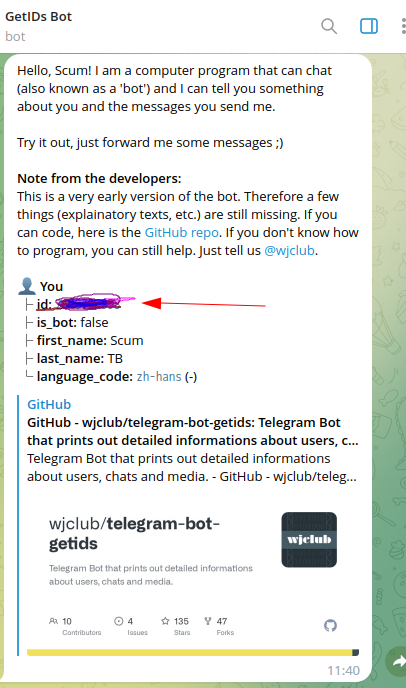 GetIDs Bot
bot
Hello, Scum! I am a computer program that can chat
(also known as a 'bot') and I can tell you something
about you and the messages you send me.
Try it out, just forward me some messages ;)
Note from the developers:
This is a very early version of the bot. Therefore a few
things (explainatory texts, etc.) are still missing. If you
can code, here is the GitHub repo. If you don't know how
to program, you can still help. Just tell us @wjclub.
👤 You
├ id:
├ is_bot: false
├ first_name: Scum
├ last_name: TB
└ language_code: zh-hans (-)
GitHub
GitHub - wjclub/telegram-bot-getids: Telegram Bot
that prints out detailed informations about users, c...
Telegram Bot that prints out detailed informations
about users, chats and media. - GitHub - wjclub/teleg...
wjclub/telegram-bot-
getids
wjclub
Telegram Bot that prints out detailed informations
about users, chats and media.
10 4 135 47
Contributors Issues Stars Forks
11:40